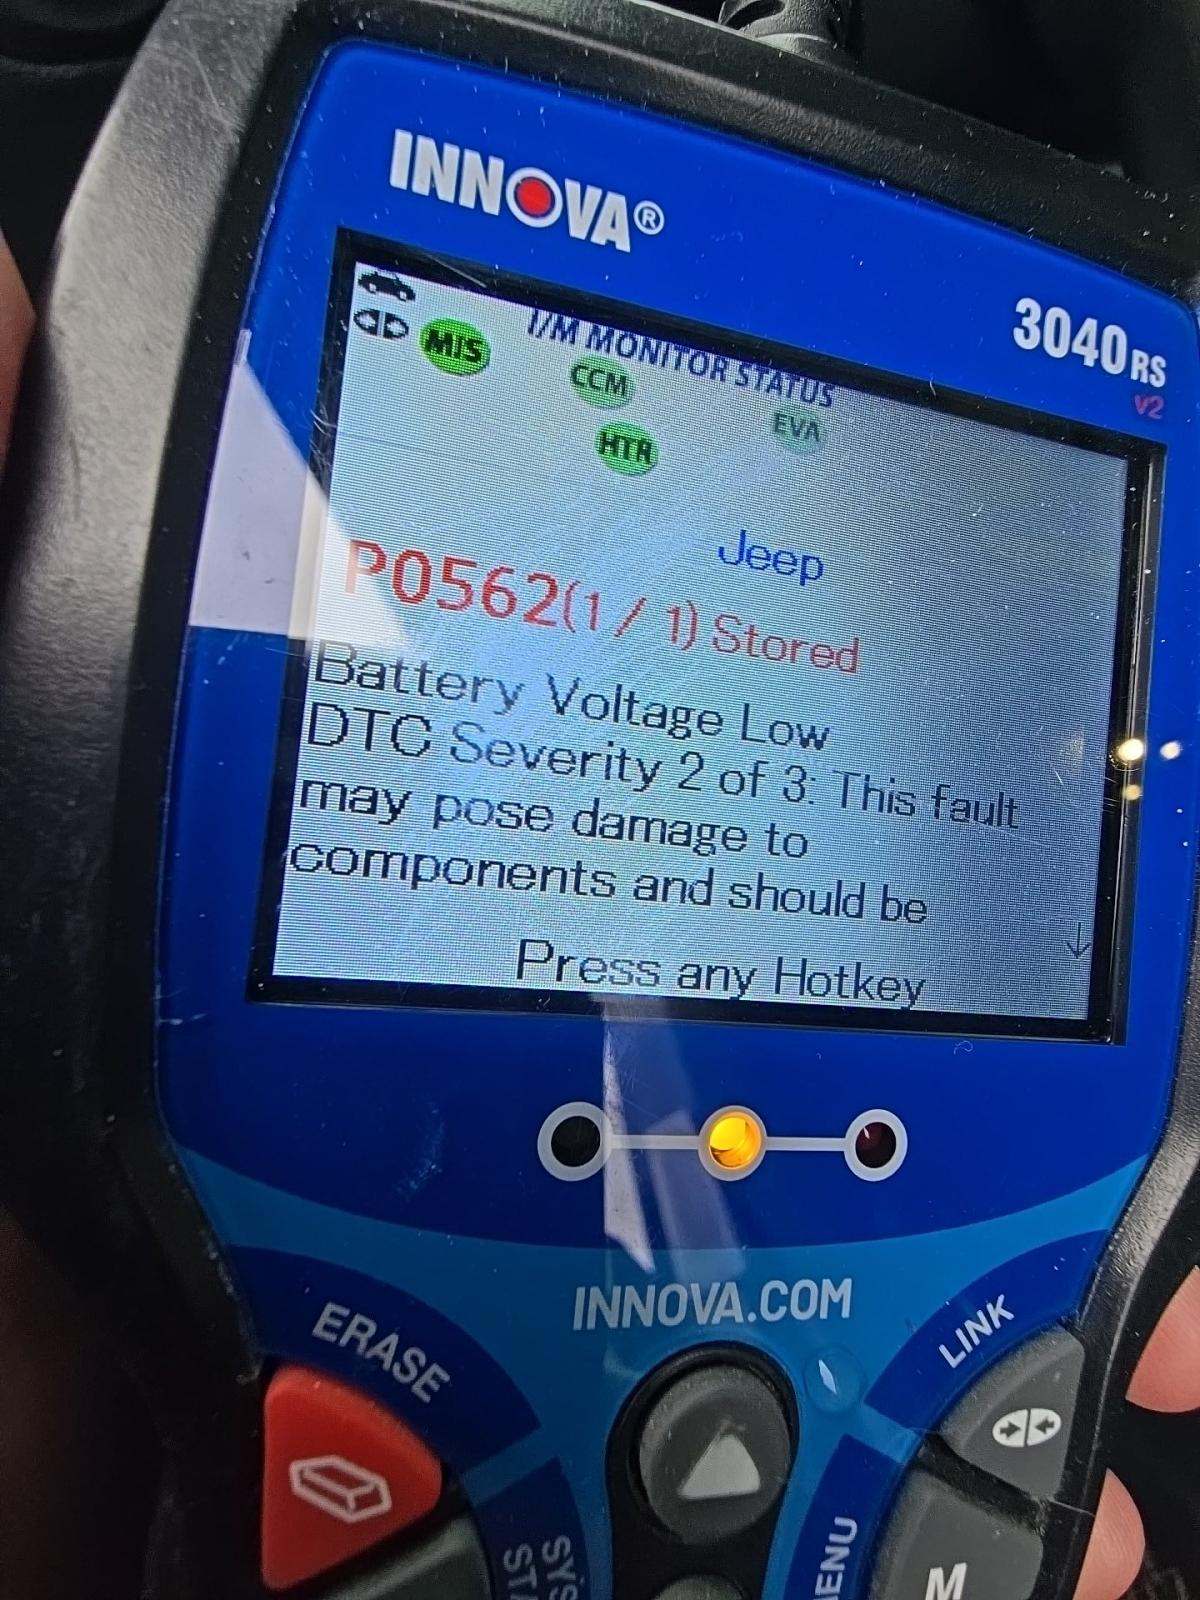 INNOVA®
3040RS
v2
I/M MONITOR STATUS
MIS CCM EVA
HTR
Jeep
P0562(1 / 1) Stored
Battery Voltage Low
DTC Severity 2 of 3: This fault
may pose damage to
components and should be
Press any Hotkey
INNOVA.COM
ERASE
LINK
M